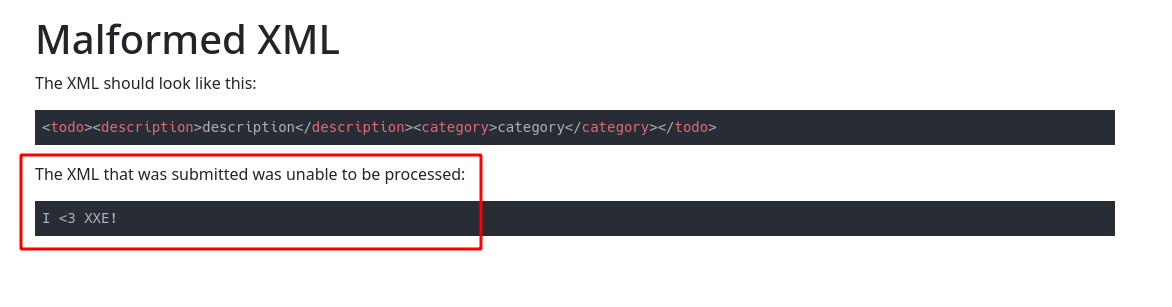 Malformed XML
The XML should look like this:
<todo><description>description</description><category>category</category></todo>
The XML that was submitted was unable to be processed:
I <3 XXE!